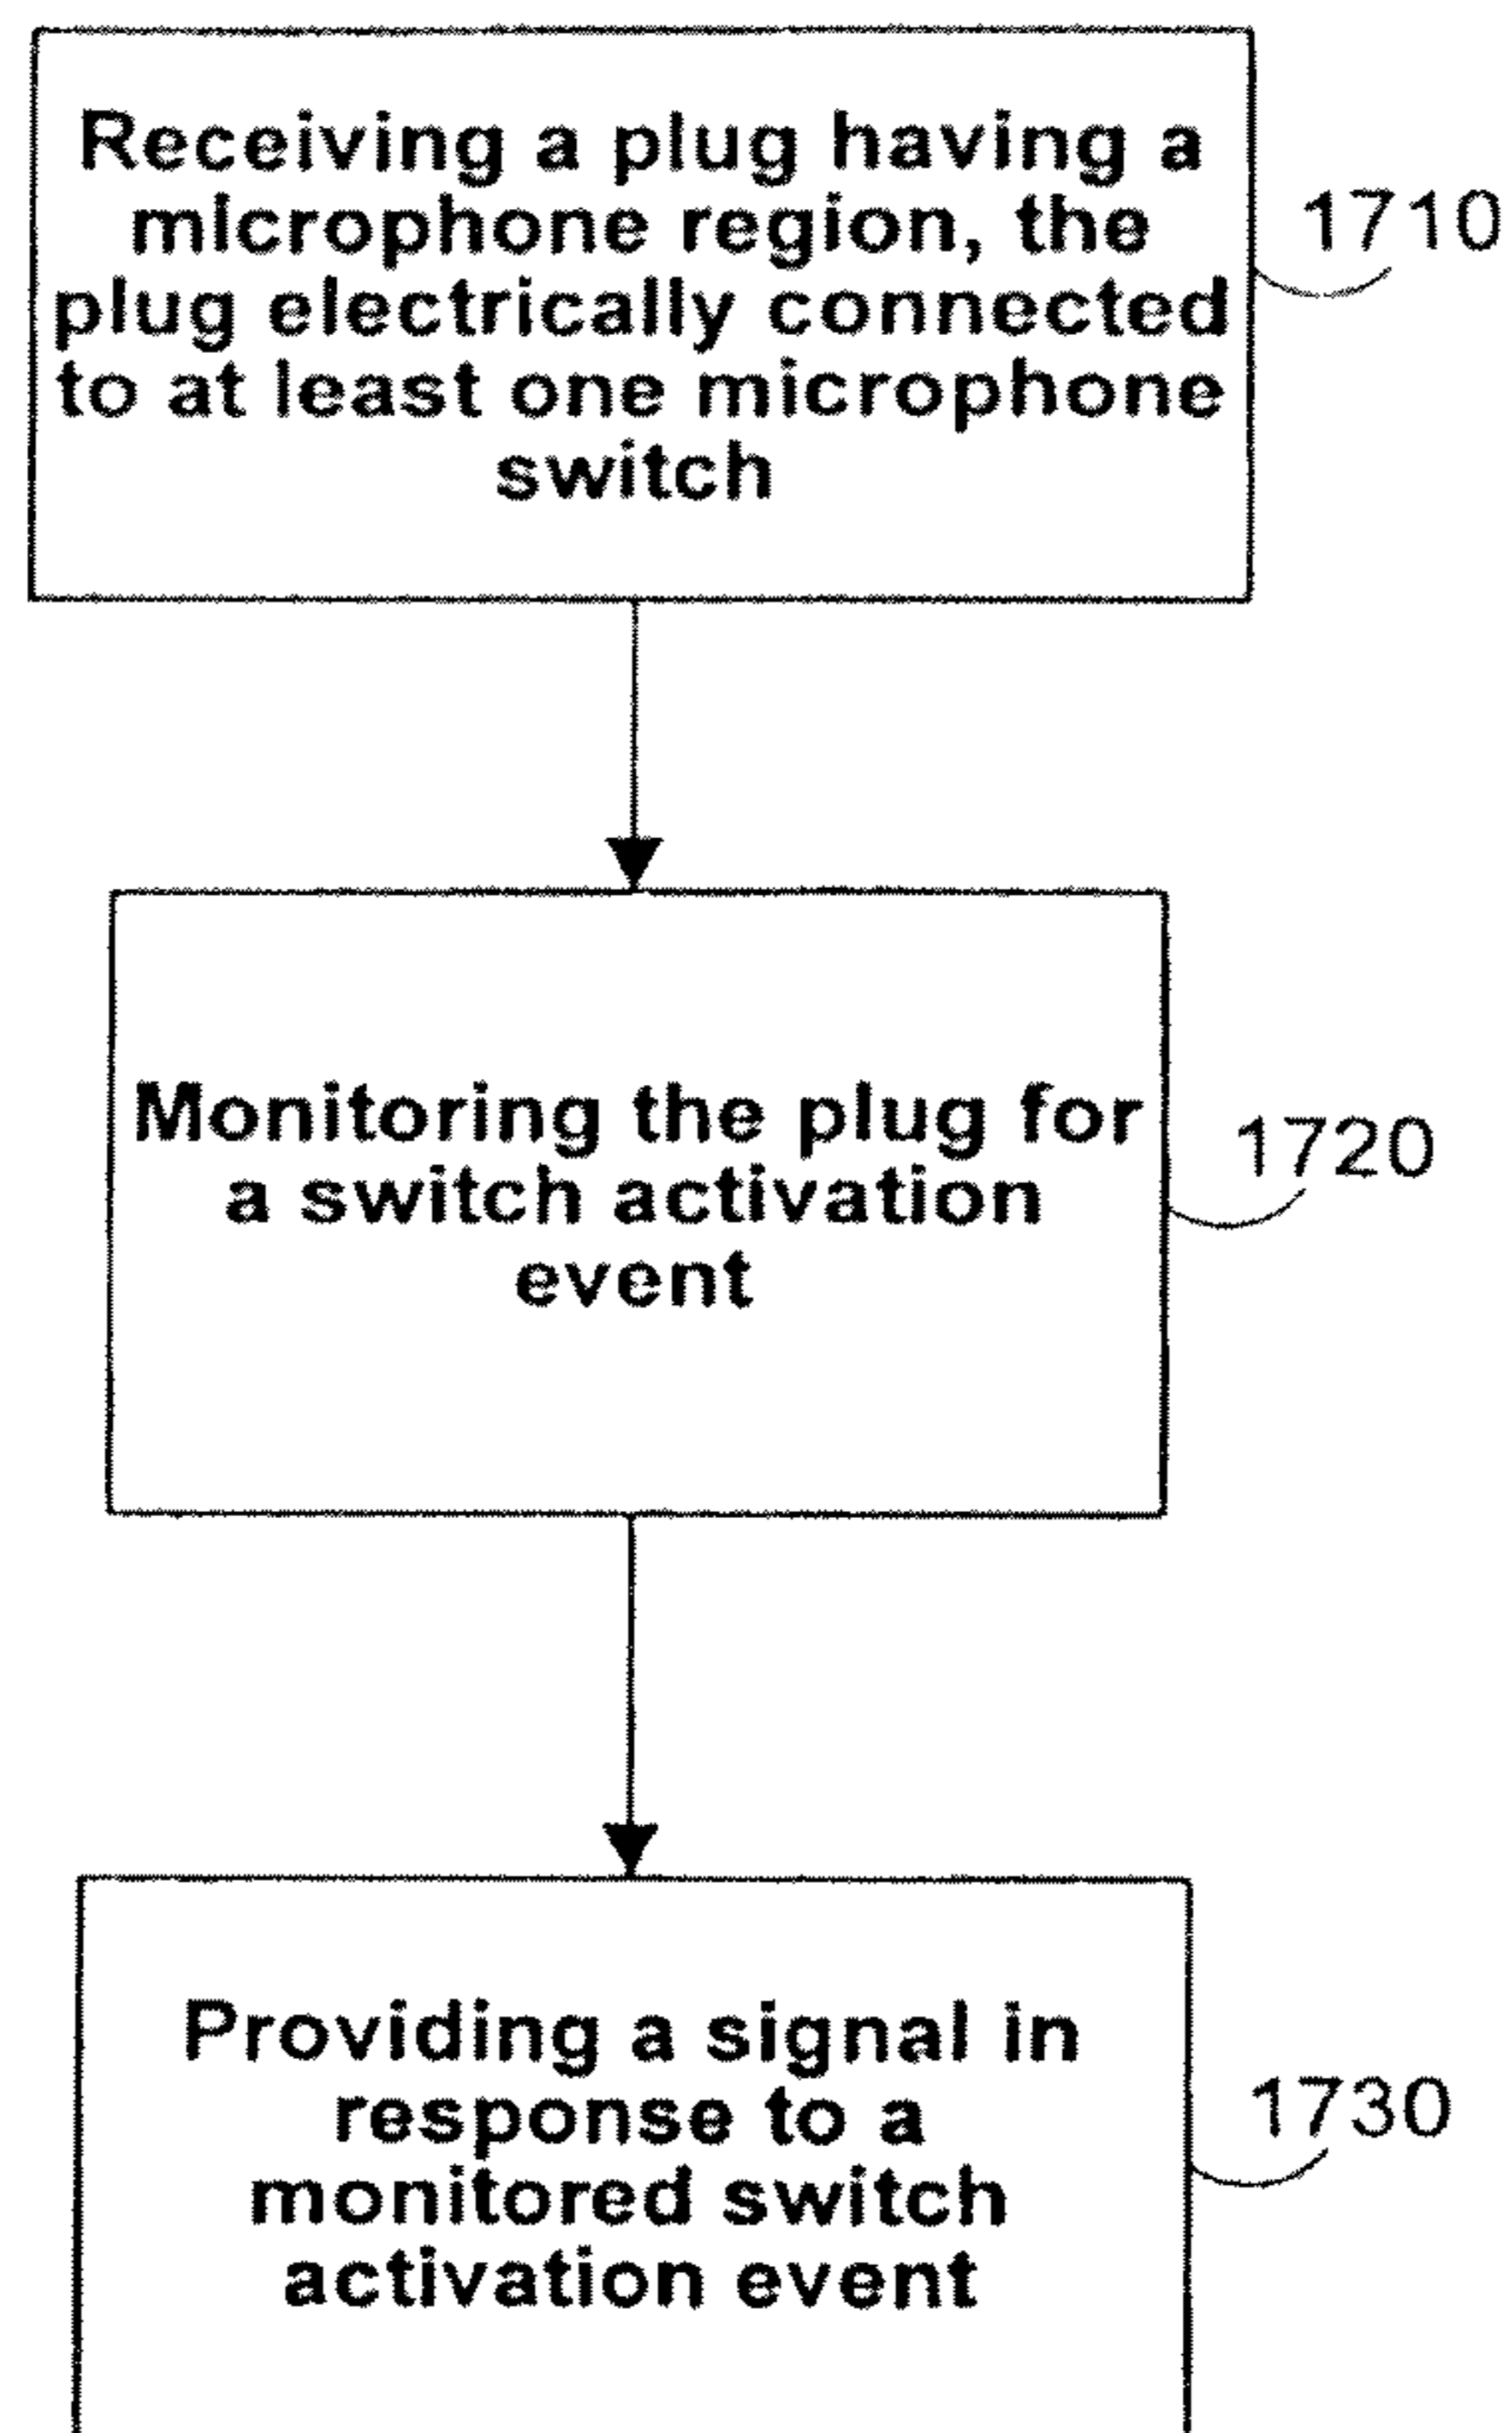 Receiving a plug having a
microphone region, the
plug electrically connected
to at least one microphone
switch
1710
Monitoring the plug for
a switch activation
event
1720
Providing a signal in
response to a
monitored switch
activation event
1730